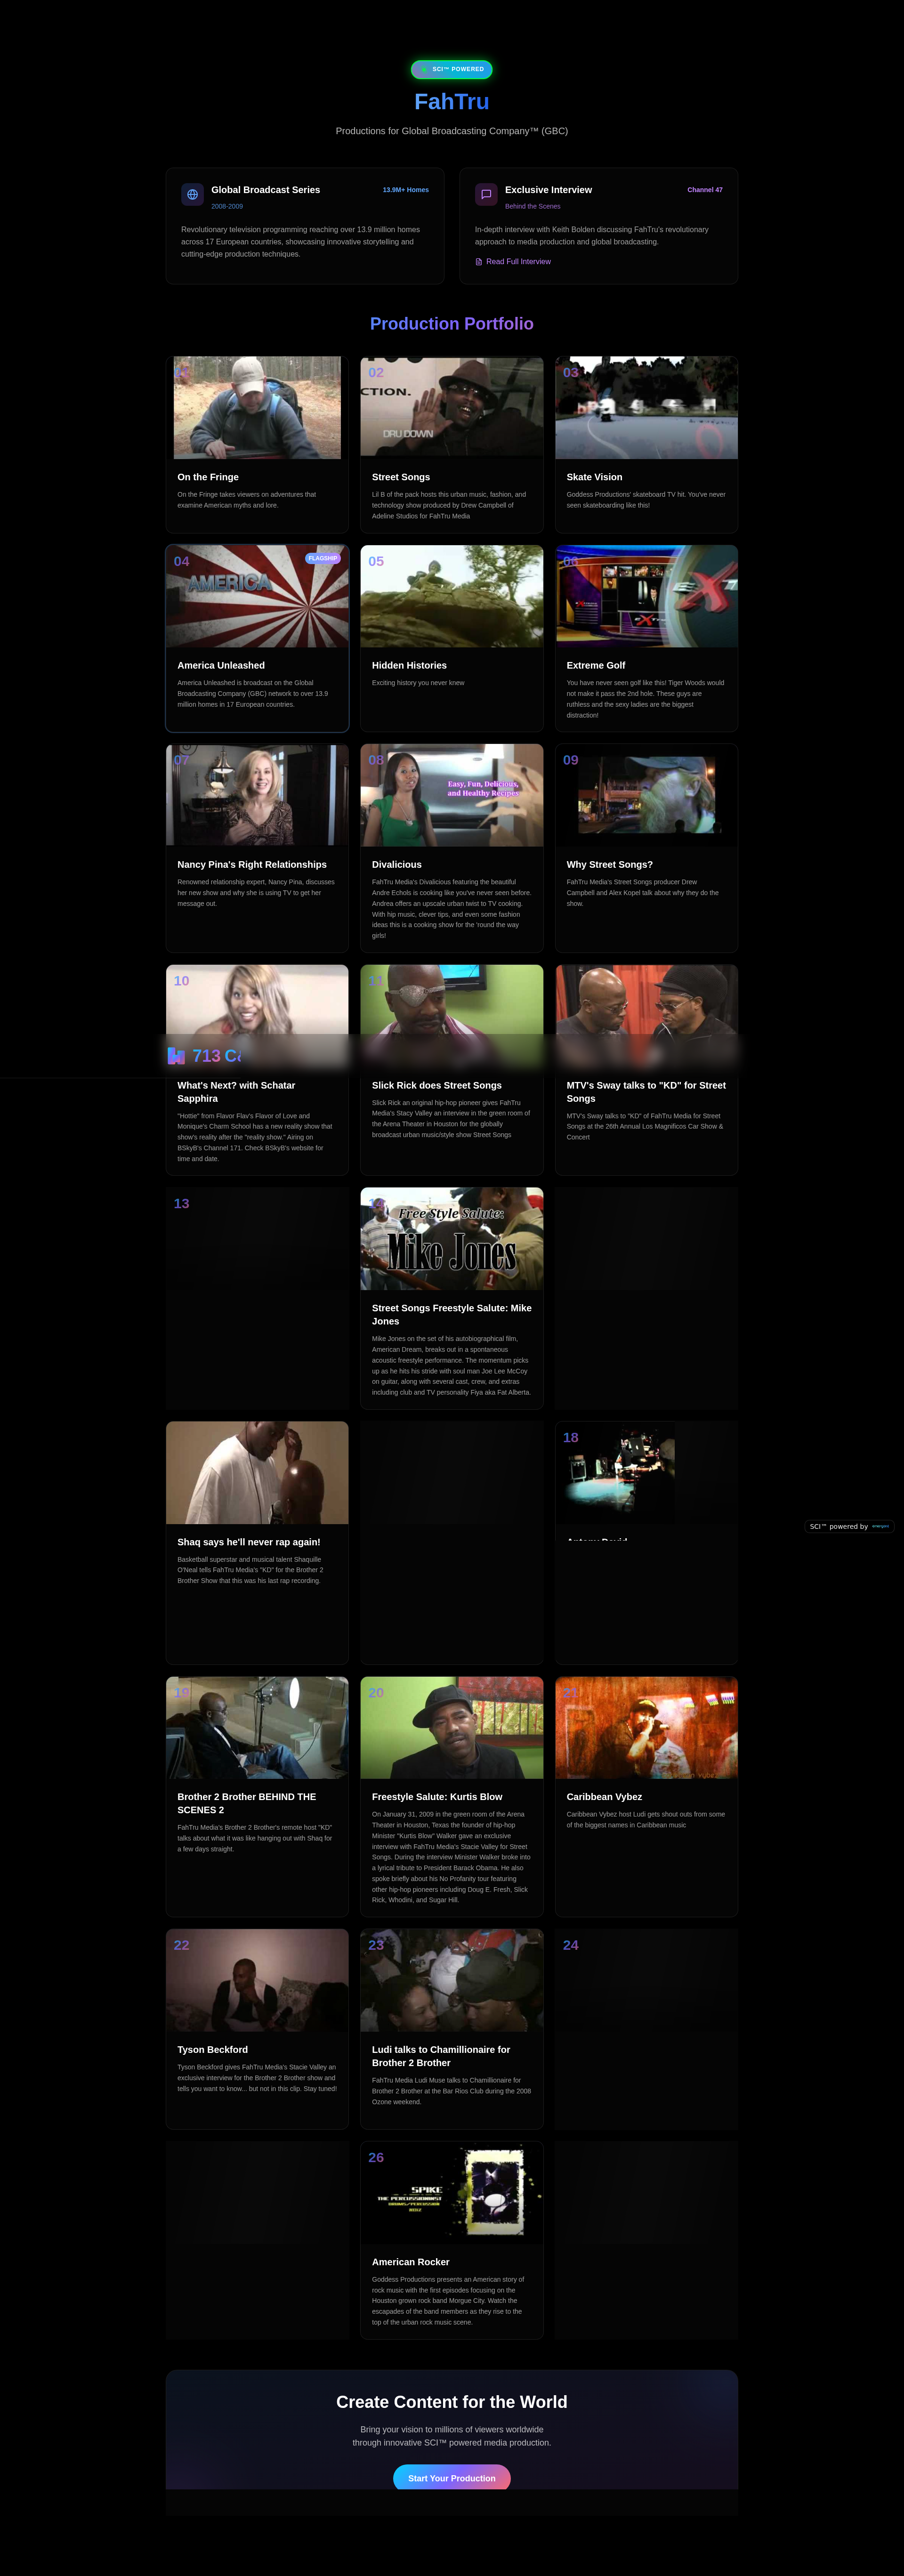 SCI™ POWERED
FahTru
Productions for Global Broadcasting Company™ (GBC)
Global Broadcast Series
13.9M+ Homes
2008-2009
Revolutionary television programming reaching over 13.9 million homes
across 17 European countries, showcasing innovative storytelling and
cutting-edge production techniques.
Exclusive Interview
Channel 47
Behind the Scenes
In-depth interview with Keith Bolden discussing FahTru's revolutionary
approach to media production and global broadcasting.
Read Full Interview
Production Portfolio
On the Fringe
On the Fringe takes viewers on adventures that
examine American myths and lore.
02
CTION.
DRU DOWN
Street Songs
Lil B of the pack hosts this urban music, fashion, and
technology show produced by Drew Campbell of
Adeline Studios for FahTru Media
03
Skate Vision
Goddess Productions' skateboard TV hit. You've never
seen skateboarding like this!
04
FLAGSHIP
AMERICA
America Unleashed
America Unleashed is broadcast on the Global
Broadcasting Company (GBC) network to over 13.9
million homes in 17 European countries.
05
Hidden Histories
Exciting history you never knew
06
Extreme Golf
You have never seen golf like this! Tiger Woods would
not make it pass the 2nd hole. These guys are
ruthless and the sexy ladies are the biggest
distraction!
07
Nancy Pina's Right Relationships
Renowned relationship expert, Nancy Pina, discusses
her new show and why she is using TV to get her
message out.
08
Easy, Fun, Delicious,
and Healthy Recipes
Divalicious
FahTru Media's Divalicious featuring the beautiful
Andre Echols is cooking like you've never seen before.
Andrea offers an upscale urban twist to TV cooking.
With hip music, clever tips, and even some fashion
ideas this is a cooking show for the 'round the way
girls!
09
Why Street Songs?
FahTru Media's Street Songs producer Drew
Campbell and Alex Kopel talk about why they do the
show.
10
What's Next? with Schatar
Sapphira
"Hottie" from Flavor Flav's Flavor of Love and
Monique's Charm School has a new reality show that
show's reality after the "reality show." Airing on
BSkyB's Channel 171. Check BSkyB's website for
time and date.
11
Slick Rick does Street Songs
Slick Rick an original hip-hop pioneer gives FahTru
Media's Stacy Valley an interview in the green room of
the Arena Theater in Houston for the globally
broadcast urban music/style show Street Songs
MTV's Sway talks to "KD" for Street
Songs
MTV's Sway talks to "KD" of FahTru Media for Street
Songs at the 26th Annual Los Magnificos Car Show &
Concert
713
13
14
Free Style Salute:
Mike Jones
Street Songs Freestyle Salute: Mike
Jones
Mike Jones on the set of his autobiographical film,
American Dream, breaks out in a spontaneous
acoustic freestyle performance. The momentum picks
up as he hits his stride with soul man Joe Lee McCoy
on guitar, along with several cast, crew, and extras
including club and TV personality Fiya aka Fat Alberta.
Shaq says he'll never rap again!
Basketball superstar and musical talent Shaquille
O'Neal tells FahTru Media's "KD" for the Brother 2
Brother Show that this was his last rap recording.
18
SCI™ powered by
19
Brother 2 Brother BEHIND THE
SCENES 2
FahTru Media's Brother 2 Brother's remote host "KD"
talks about what it was like hanging out with Shaq for
a few days straight.
20
Freestyle Salute: Kurtis Blow
On January 31, 2009 in the green room of the Arena
Theater in Houston, Texas the founder of hip-hop
Minister "Kurtis Blow" Walker gave an exclusive
interview with FahTru Media's Stacie Valley for Street
Songs. During the interview Minister Walker broke into
a lyrical tribute to President Barack Obama. He also
spoke briefly about his No Profanity tour featuring
other hip-hop pioneers including Doug E. Fresh, Slick
Rick, Whodini, and Sugar Hill.
21
Caribbean Vybez
Caribbean Vybez host Ludi gets shout outs from some
of the biggest names in Caribbean music
22
Tyson Beckford
Tyson Beckford gives FahTru Media's Stacie Valley an
exclusive interview for the Brother 2 Brother show and
tells you want to know... but not in this clip. Stay tuned!
23
Ludi talks to Chamillionaire for
Brother 2 Brother
FahTru Media Ludi Muse talks to Chamillionaire for
Brother 2 Brother at the Bar Rios Club during the 2008
Ozone weekend.
24
26
SPIKE
THE PERCUSSIONIST
American Rocker
Goddess Productions presents an American story of
rock music with the first episodes focusing on the
Houston grown rock band Morgue City. Watch the
escapades of the band members as they rise to the
top of the urban rock music scene.
Create Content for the World
Bring your vision to millions of viewers worldwide
through innovative SCI™ powered media production.
Start Your Production